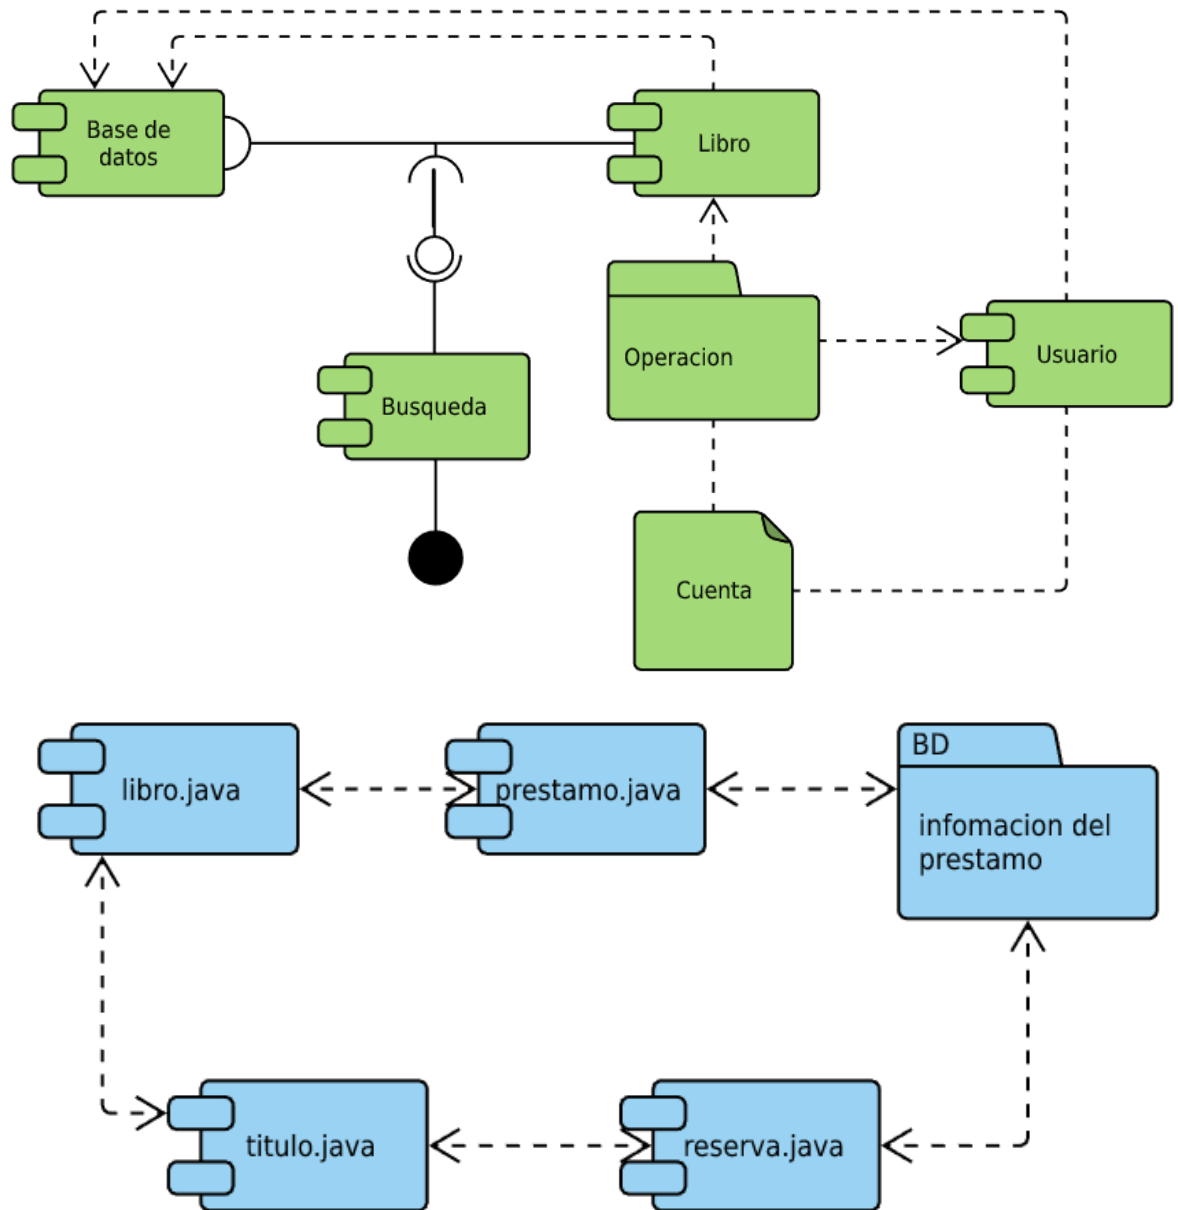 Base de
datos
Libro
Operacion
Usuario
Busqueda
Cuenta
libro.java
prestamo.java
BD
infomacion del
prestamo
titulo.java
reserva.java